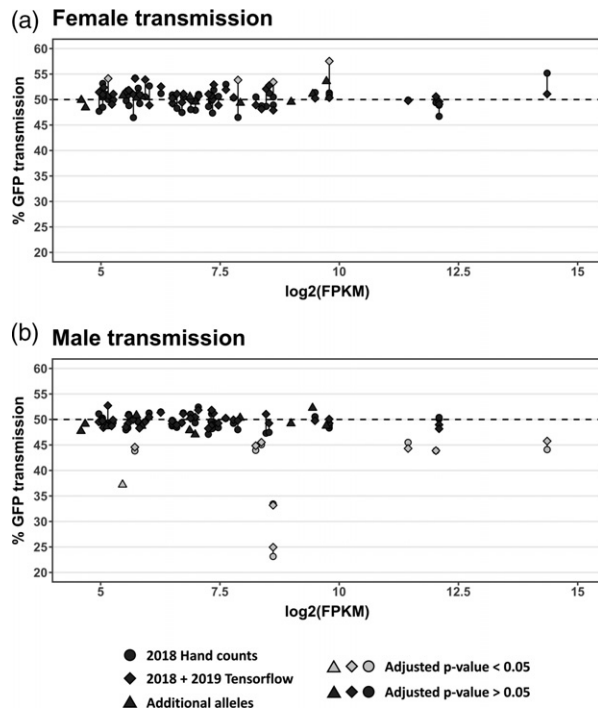 (a) Female transmission
60
55
50
45
40
35
30
25
20
% GFP transmission
5 7.5 10 12.5 15
log2(FPKM)
(b) Male transmission
60
55
50
45
40
35
30
25
20
% GFP transmission
5 7.5 10 12.5 15
log2(FPKM)
2018 Hand counts
2018 + 2019 Tensorflow
Additional alleles
Adjusted p-value < 0.05
Adjusted p-value > 0.05